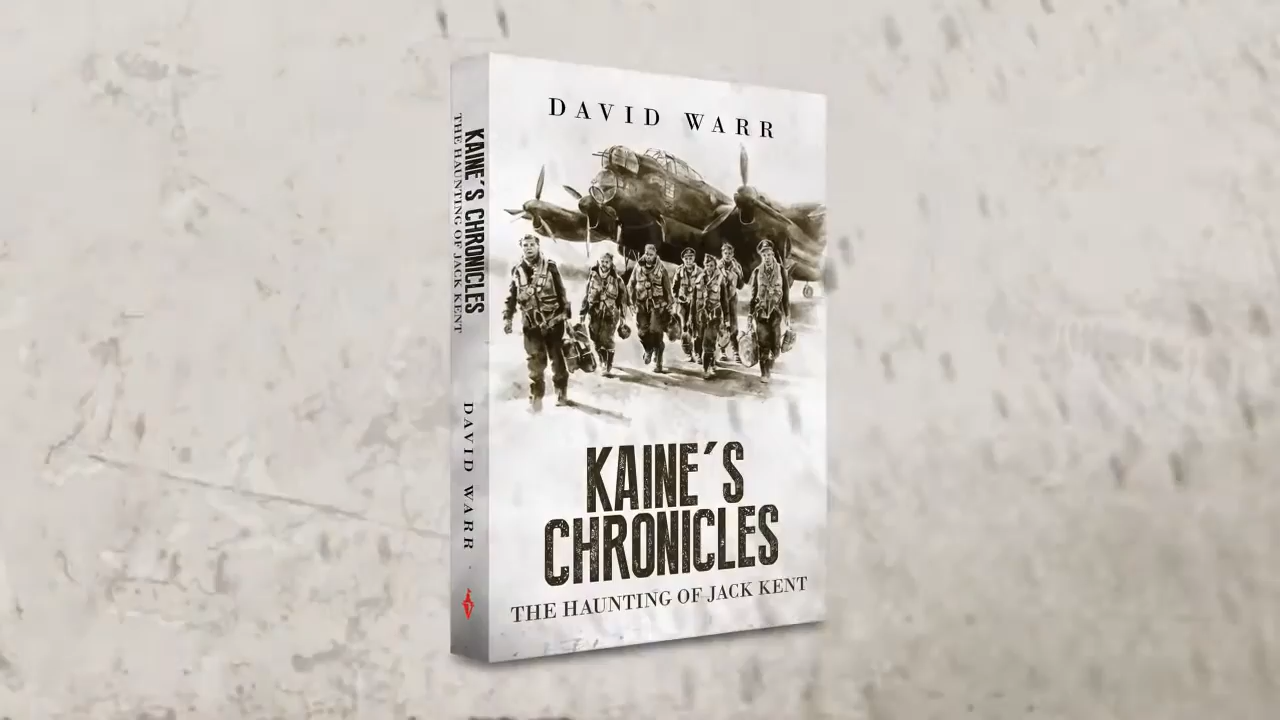 DAVID WARR
KAINE´S
CHRONICLES
THE HAUNTING OF JACK KENT
KAINE´S CHRONICLES
THE HAUNTING OF JACK KENT
DAVID WARR